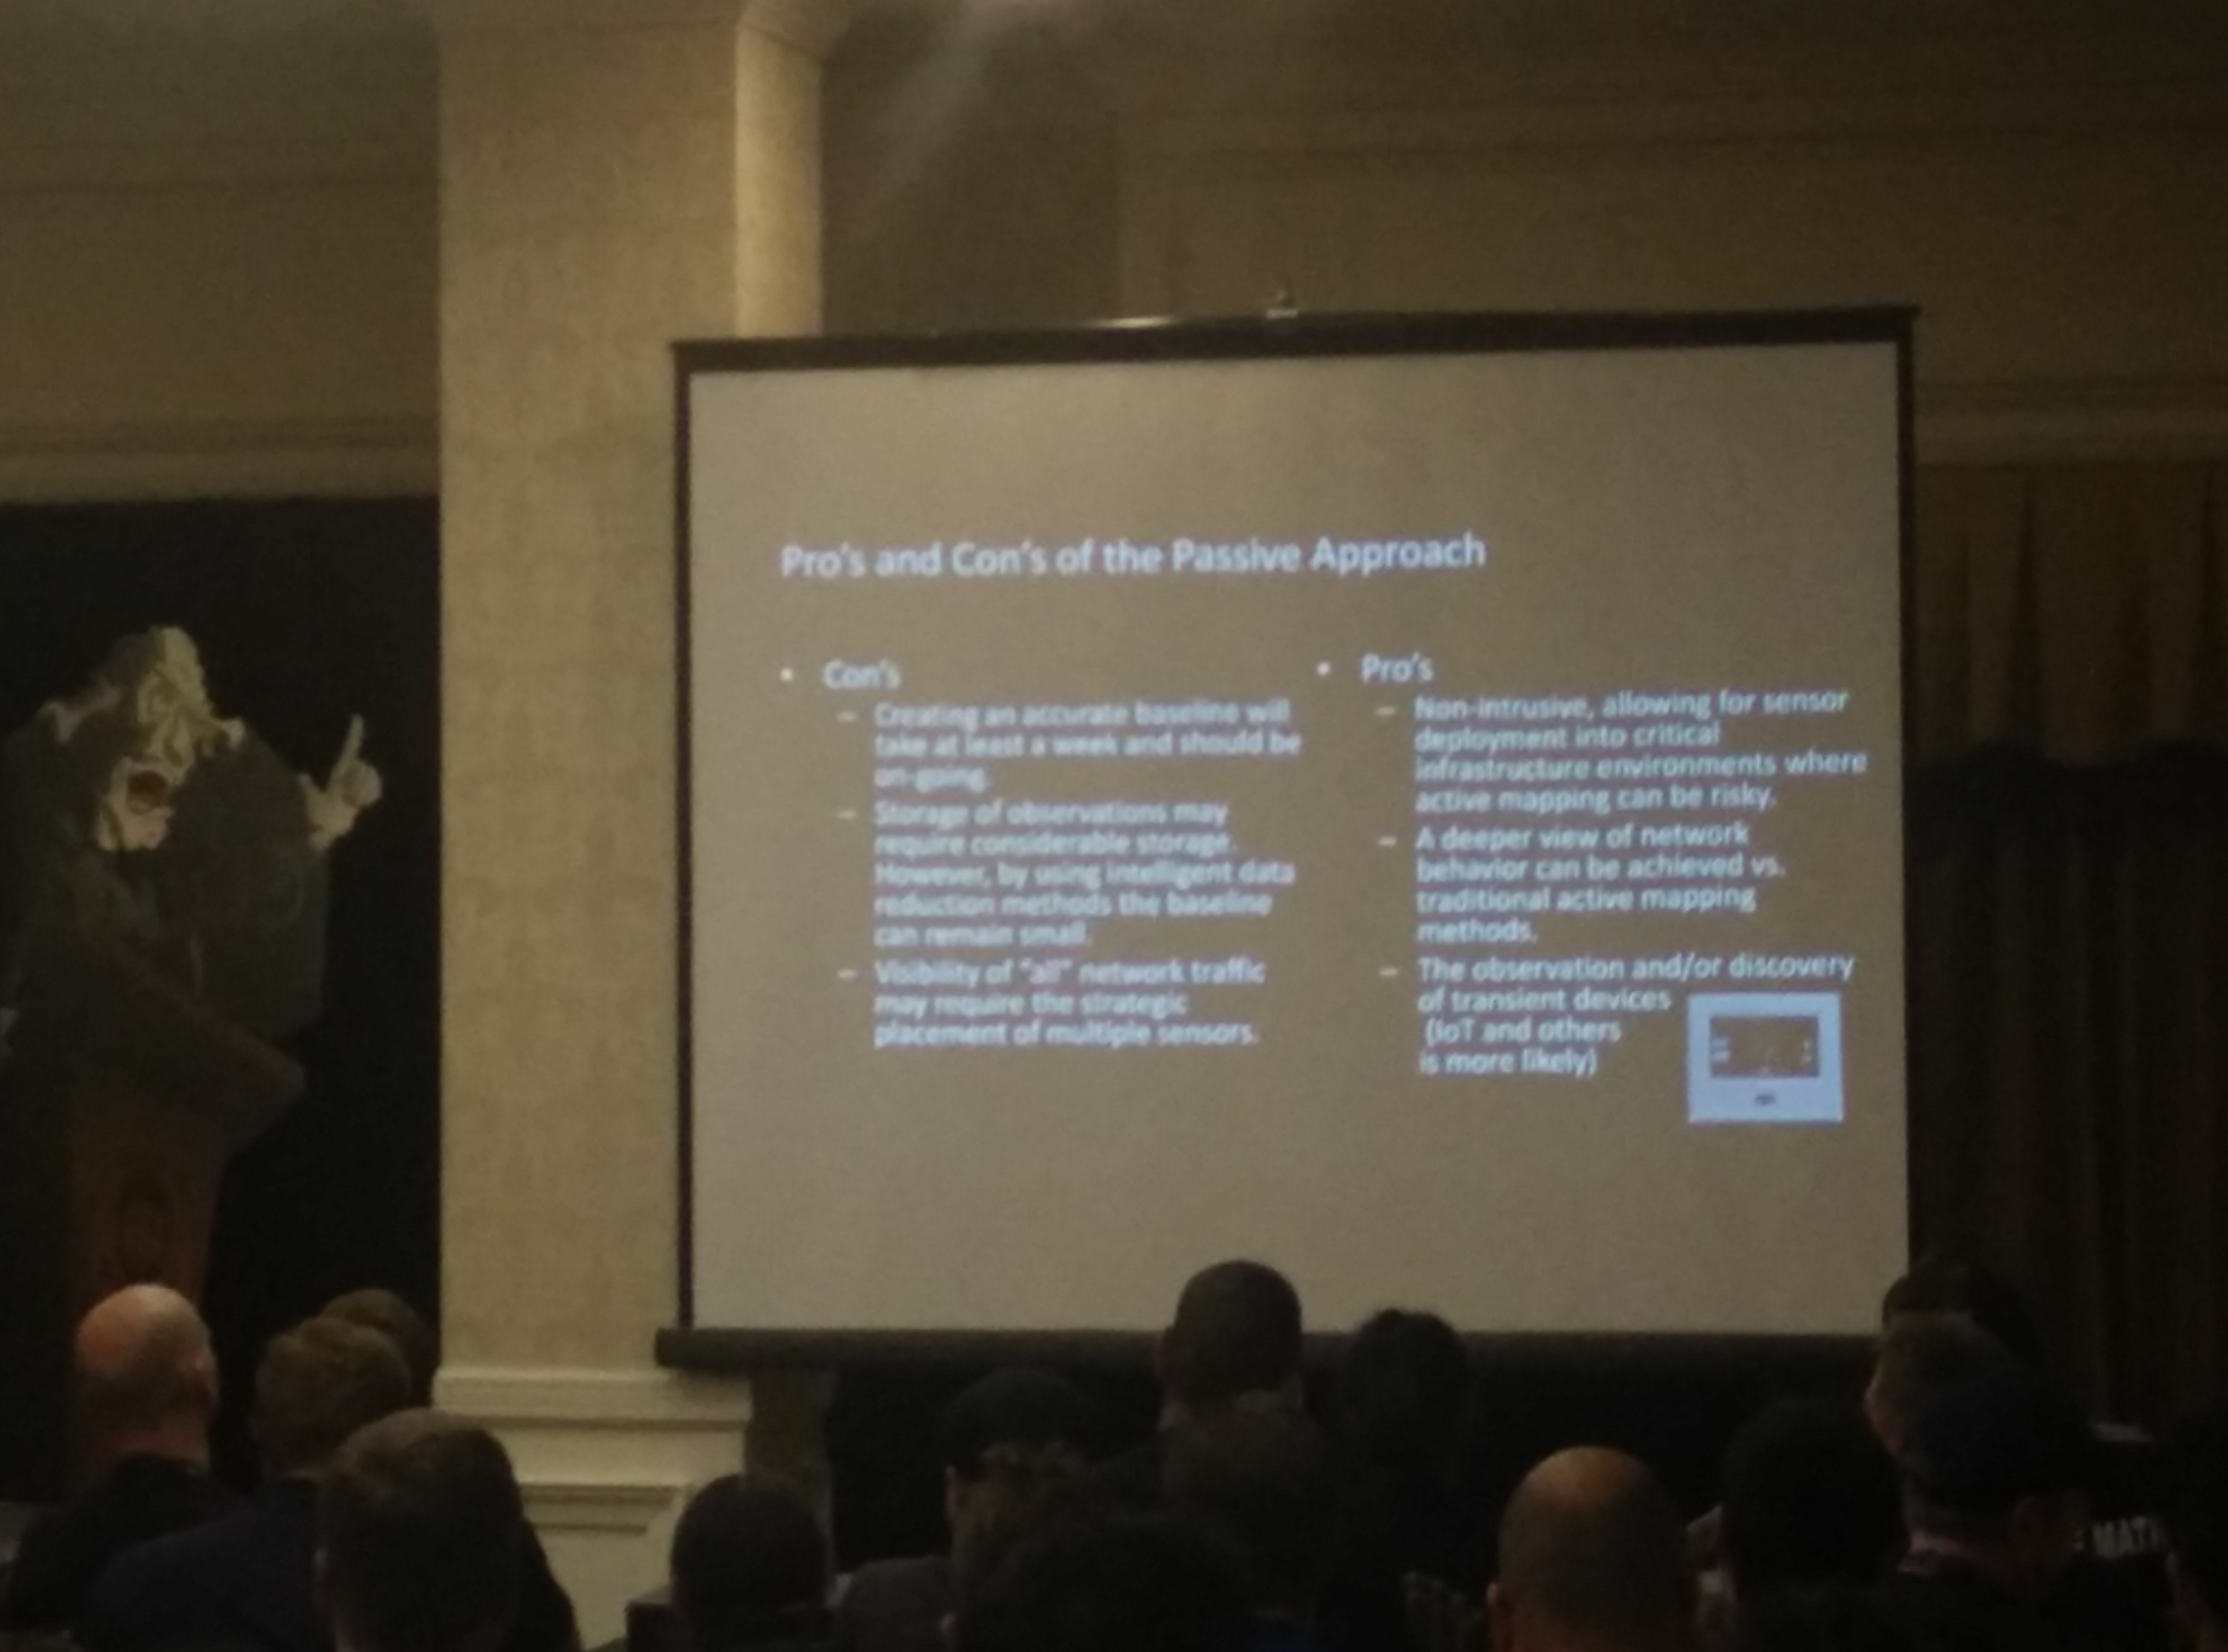 Pro's and Con's of the Passive Approach
• Con's
– Creating an accurate baseline will
take at least a week and should be
on-going.
– Storage of observations may
require considerable storage.
However, by using intelligent data
reduction methods the baseline
can remain small.
– Visibility of "all" network traffic
may require the strategic
placement of multiple sensors.
• Pro's
– Non-intrusive, allowing for sensor
deployment into critical
infrastructure environments where
active mapping can be risky.
– A deeper view of network
behavior can be achieved vs.
traditional active mapping
methods.
– The observation and/or discovery
of transient devices
(IoT and others
is more likely)